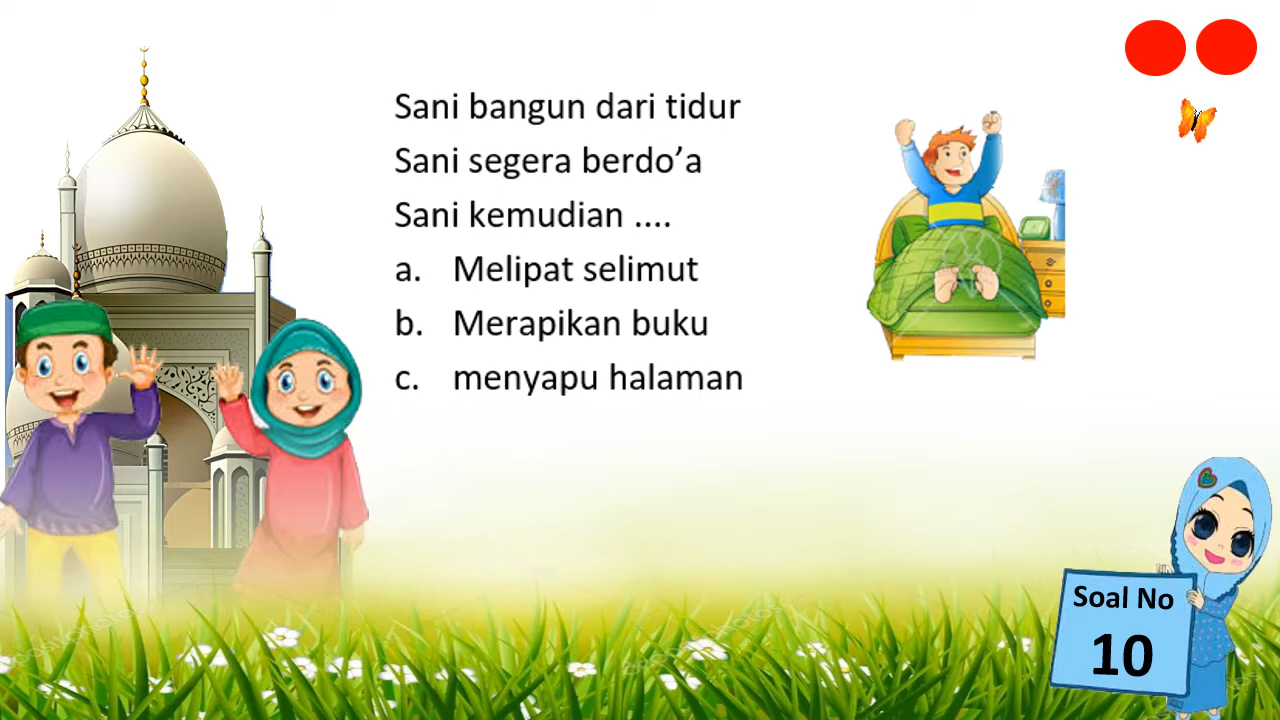 Sani bangun dari tidur
Sani segera berdo’a
Sani kemudian ....
a. Melipat selimut
b. Merapikan buku
c. menyapu halaman
Soal No
10